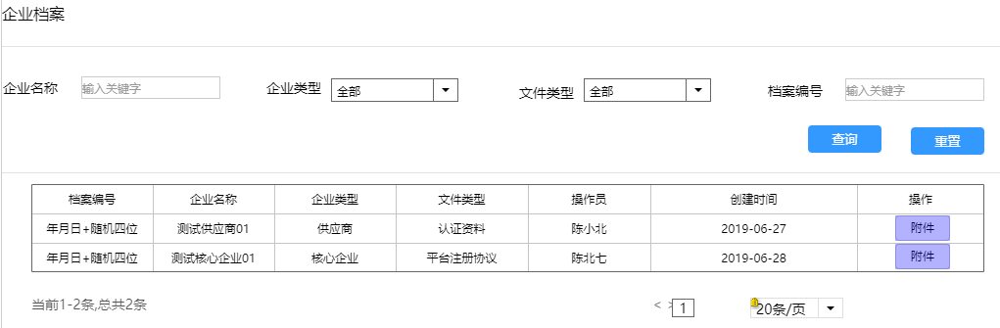 企业档案
企业名称 输入关键字 企业类型 全部 文件类型 全部 档案编号 输入关键字
查询 重置
档案编号 企业名称 企业类型 文件类型 操作员 创建时间 操作
年月日+随机四位 测试供应商01 供应商 认证资料 陈小北 2019-06-27 附件
年月日+随机四位 测试核心企业01 核心企业 平台注册协议 陈北七 2019-06-28 附件
当前1-2条,总共2条 < > 1 20条/页